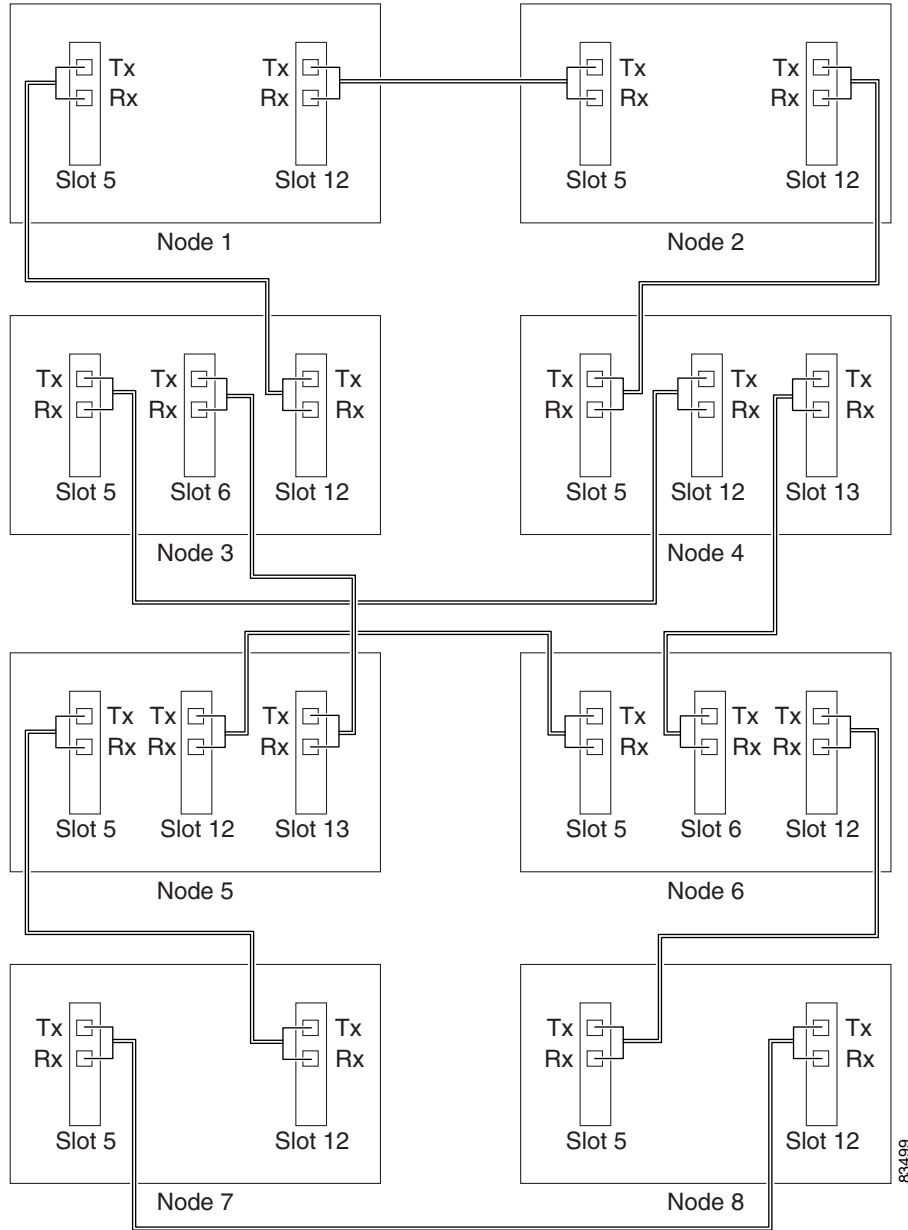 Tx Tx Tx Tx
Rx Rx Rx Rx
Slot 5 Slot 12 Slot 5 Slot 12
Node 1 Node 2
Tx Tx Tx Tx Tx Tx
Rx Rx Rx Rx Rx Rx
Slot 5 Slot 6 Slot 12 Slot 5 Slot 12 Slot 13
Node 3 Node 4
Tx Tx Tx Tx Tx Tx
Rx Rx Rx Rx Rx Rx
Slot 5 Slot 12 Slot 13 Slot 5 Slot 6 Slot 12
Node 5 Node 6
Tx Tx Tx Tx
Rx Rx Rx Rx
Slot 5 Slot 12 Slot 5 Slot 12
Node 7 Node 8
83499